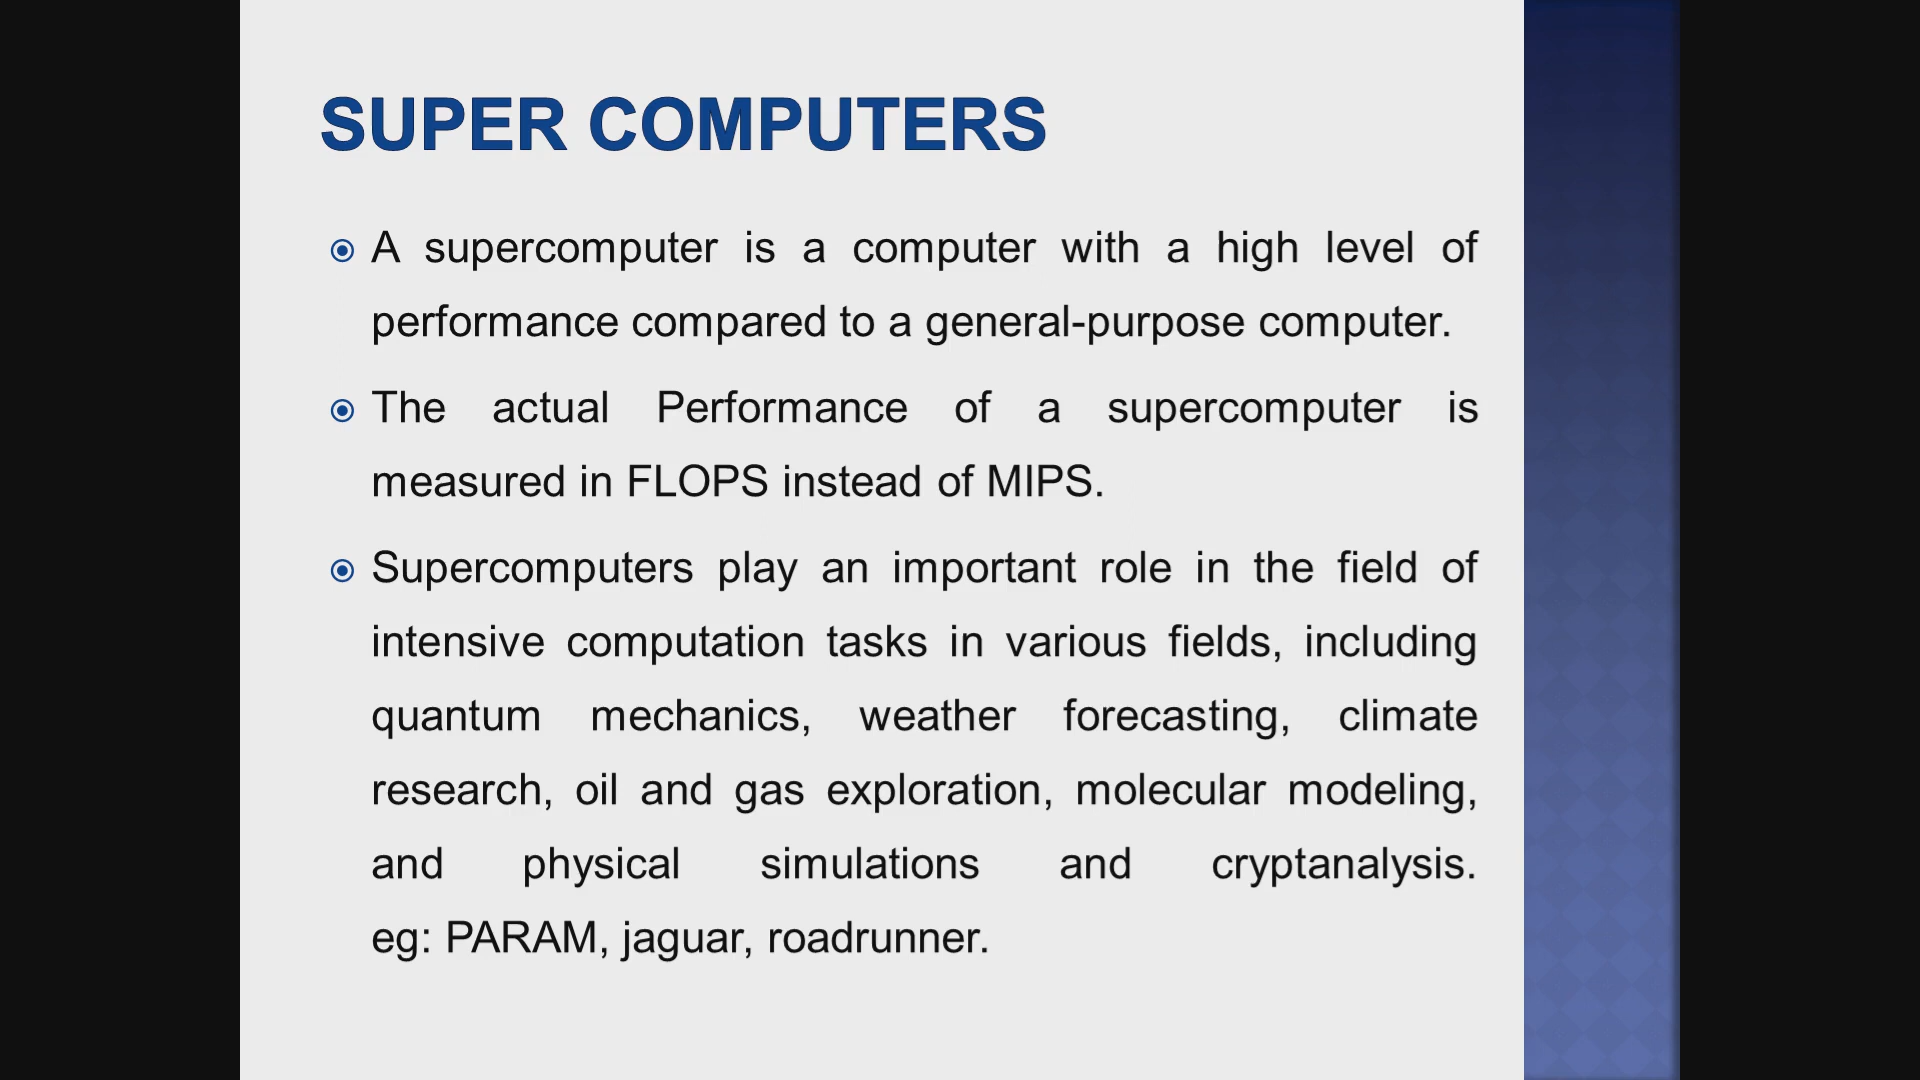 SUPER COMPUTERS
A supercomputer is a computer with a high level of
performance compared to a general-purpose computer.
The actual Performance of a supercomputer is
measured in FLOPS instead of MIPS.
Supercomputers play an important role in the field of
intensive computation tasks in various fields, including
quantum mechanics, weather forecasting, climate
research, oil and gas exploration, molecular modeling,
and physical simulations and cryptanalysis.
eg: PARAM, jaguar, roadrunner.